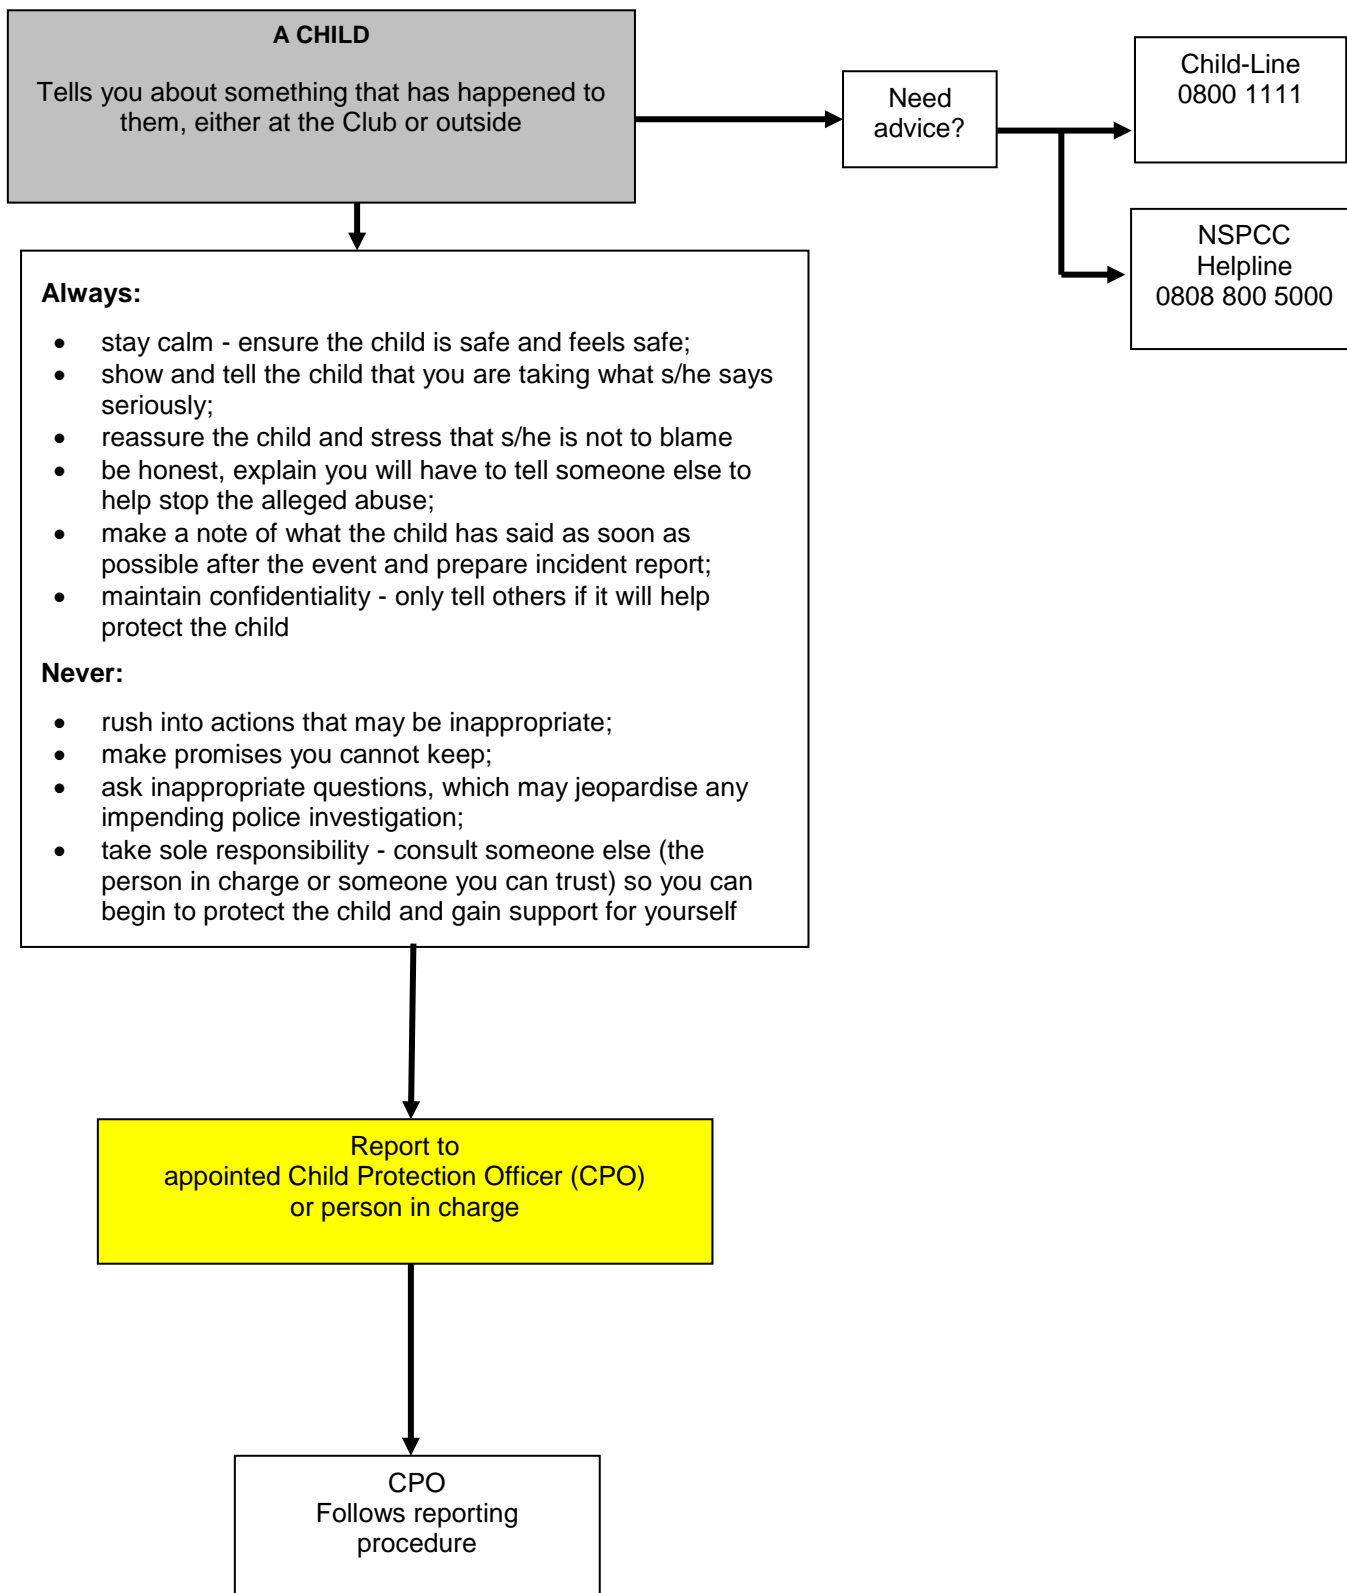 A CHILD
Tells you about something that has happened to
them, either at the Club or outside
Need
advice?
Child-Line
0800 1111
NSPCC
Helpline
0808 800 5000
Always:
• stay calm - ensure the child is safe and feels safe;
• show and tell the child that you are taking what s/he says
seriously;
• reassure the child and stress that s/he is not to blame
• be honest, explain you will have to tell someone else to
help stop the alleged abuse;
• make a note of what the child has said as soon as
possible after the event and prepare incident report;
• maintain confidentiality - only tell others if it will help
protect the child
Never:
• rush into actions that may be inappropriate;
• make promises you cannot keep;
• ask inappropriate questions, which may jeopardise any
impending police investigation;
• take sole responsibility - consult someone else (the
person in charge or someone you can trust) so you can
begin to protect the child and gain support for yourself
Report to
appointed Child Protection Officer (CPO)
or person in charge
CPO
Follows reporting
procedure